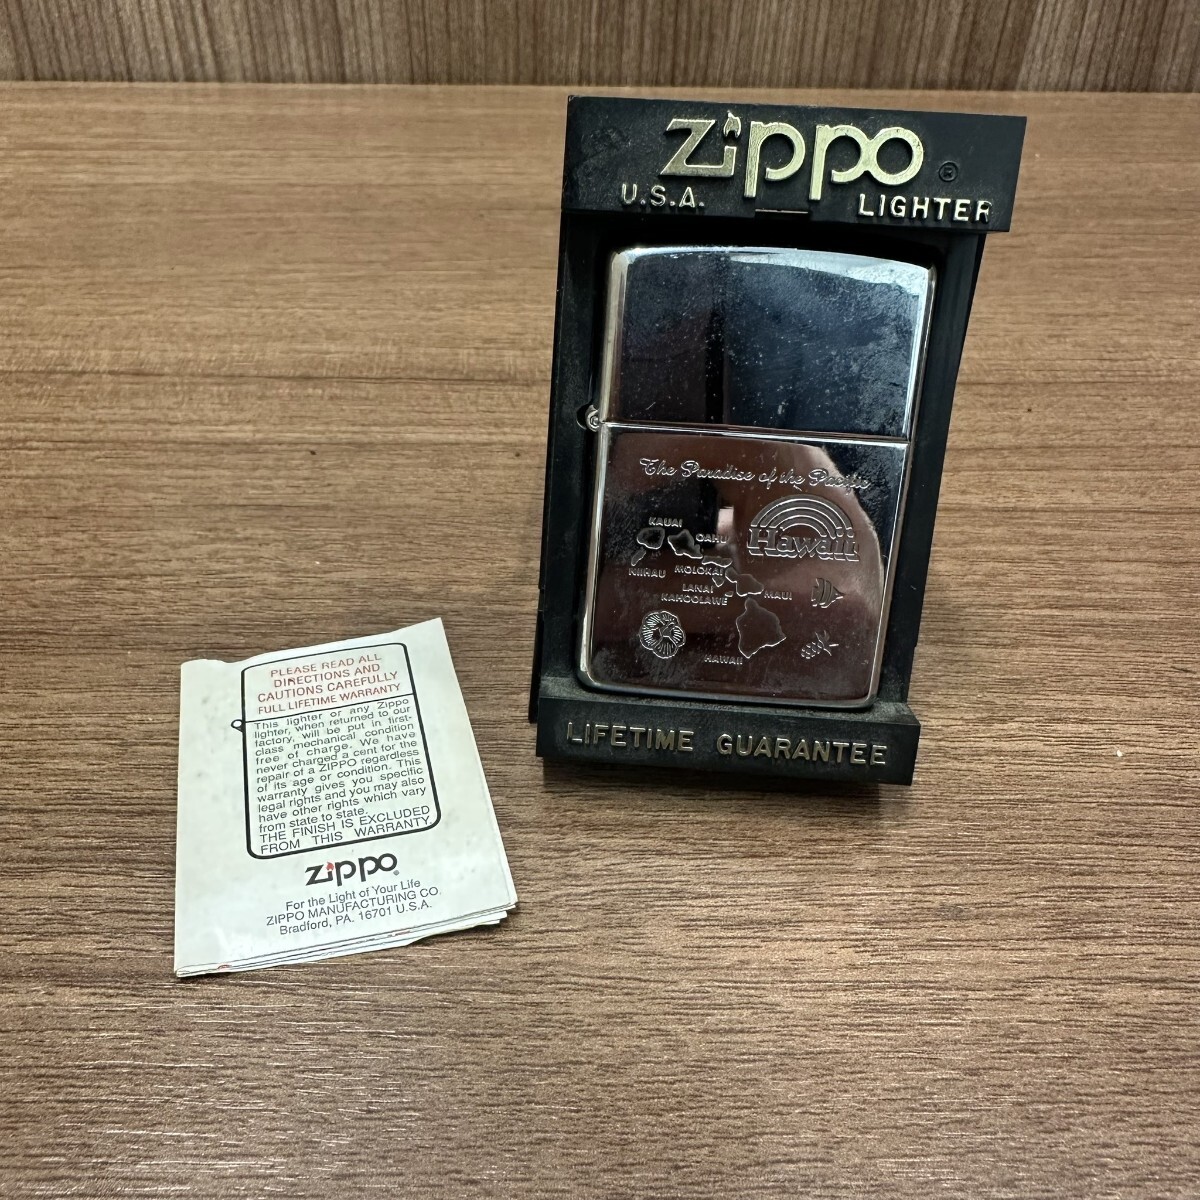 Zippo ®
U.S.A. LIGHTER
The Paradise of the Pacific
Hawaii
KAUAI
OAHU
NIIHAU
MOLOKAI
LANAI
KAHOOLAWE
MAUI
HAWAII
LIFETIME GUARANTEE
PLEASE READ ALL
DIRECTIONS AND
CAUTIONS CAREFULLY
FULL LIFETIME WARRANTY
This lighter or any Zippo
lighter, when returned to our
factory, will be put in first-
class mechanical condition
free of charge. We have
never charged a cent for the
repair of a ZIPPO regardless
of its age or condition. This
warranty gives you specific
legal rights and you may also
have other rights which vary
from state to state.
THE FINISH IS EXCLUDED
FROM THIS WARRANTY.
Zippo®
For the Light of Your Life
ZIPPO MANUFACTURING CO.
Bradford, PA. 16701 U.S.A.